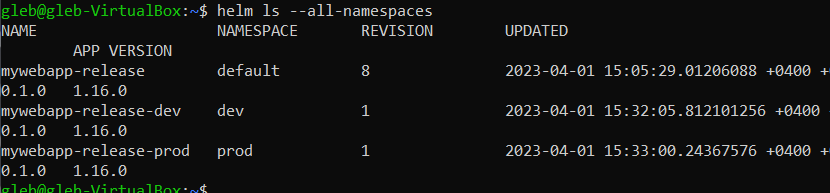 gleb@gleb-VirtualBox:~$ helm ls --all-namespaces
NAME NAMESPACE REVISION UPDATED
APP VERSION
mywebapp-release default 8 2023-04-01 15:05:29.01206088 +0400 +
0.1.0 1.16.0
mywebapp-release-dev dev 1 2023-04-01 15:32:05.812101256 +0400
0.1.0 1.16.0
mywebapp-release-prod prod 1 2023-04-01 15:33:00.24367576 +0400 +
0.1.0 1.16.0
gleb@gleb-VirtualBox:~$